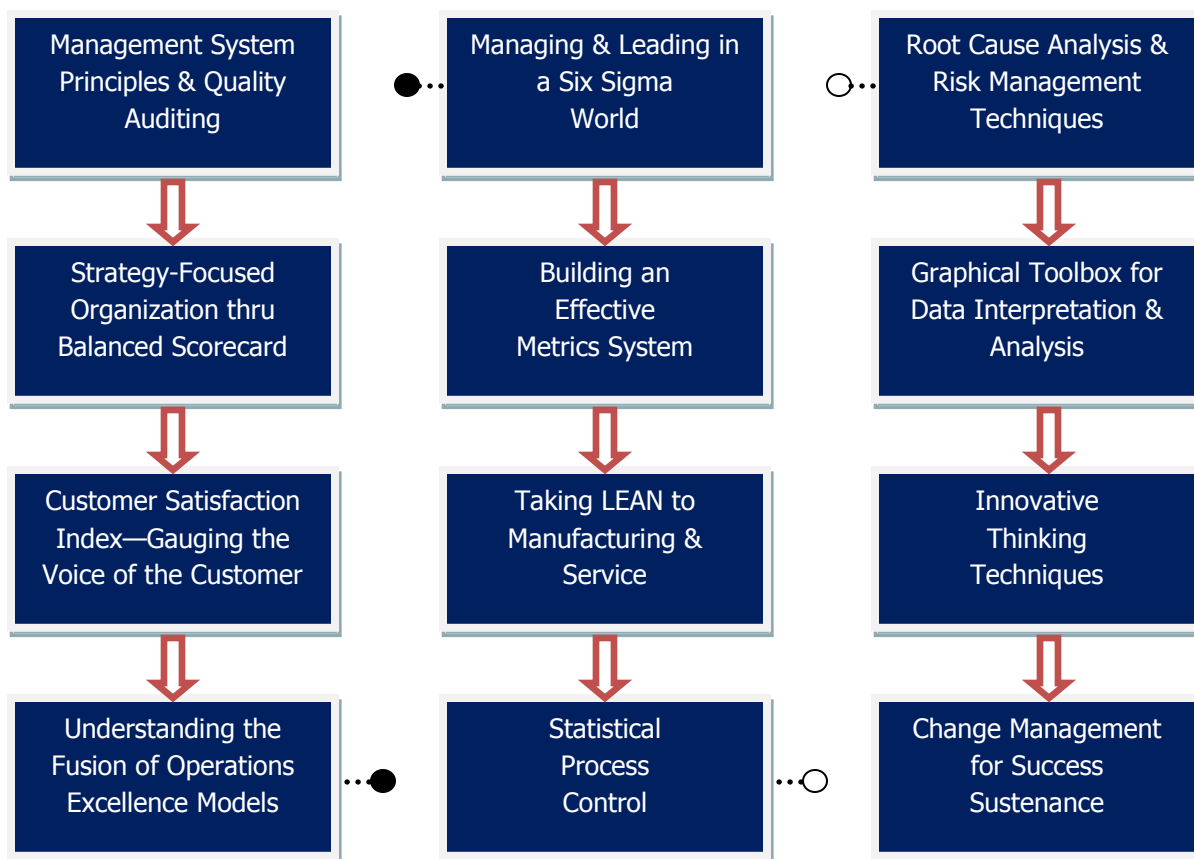 Management System
Principles & Quality
Auditing
Strategy-Focused
Organization thru
Balanced Scorecard
Customer Satisfaction
Index—Gauging the
Voice of the Customer
Understanding the
Fusion of Operations
Excellence Models
Managing & Leading in
a Six Sigma
World
Building an
Effective
Metrics System
Taking LEAN to
Manufacturing &
Service
Statistical
Process
Control
Root Cause Analysis &
Risk Management
Techniques
Graphical Toolbox for
Data Interpretation &
Analysis
Innovative
Thinking
Techniques
Change Management
for Success
Sustenance